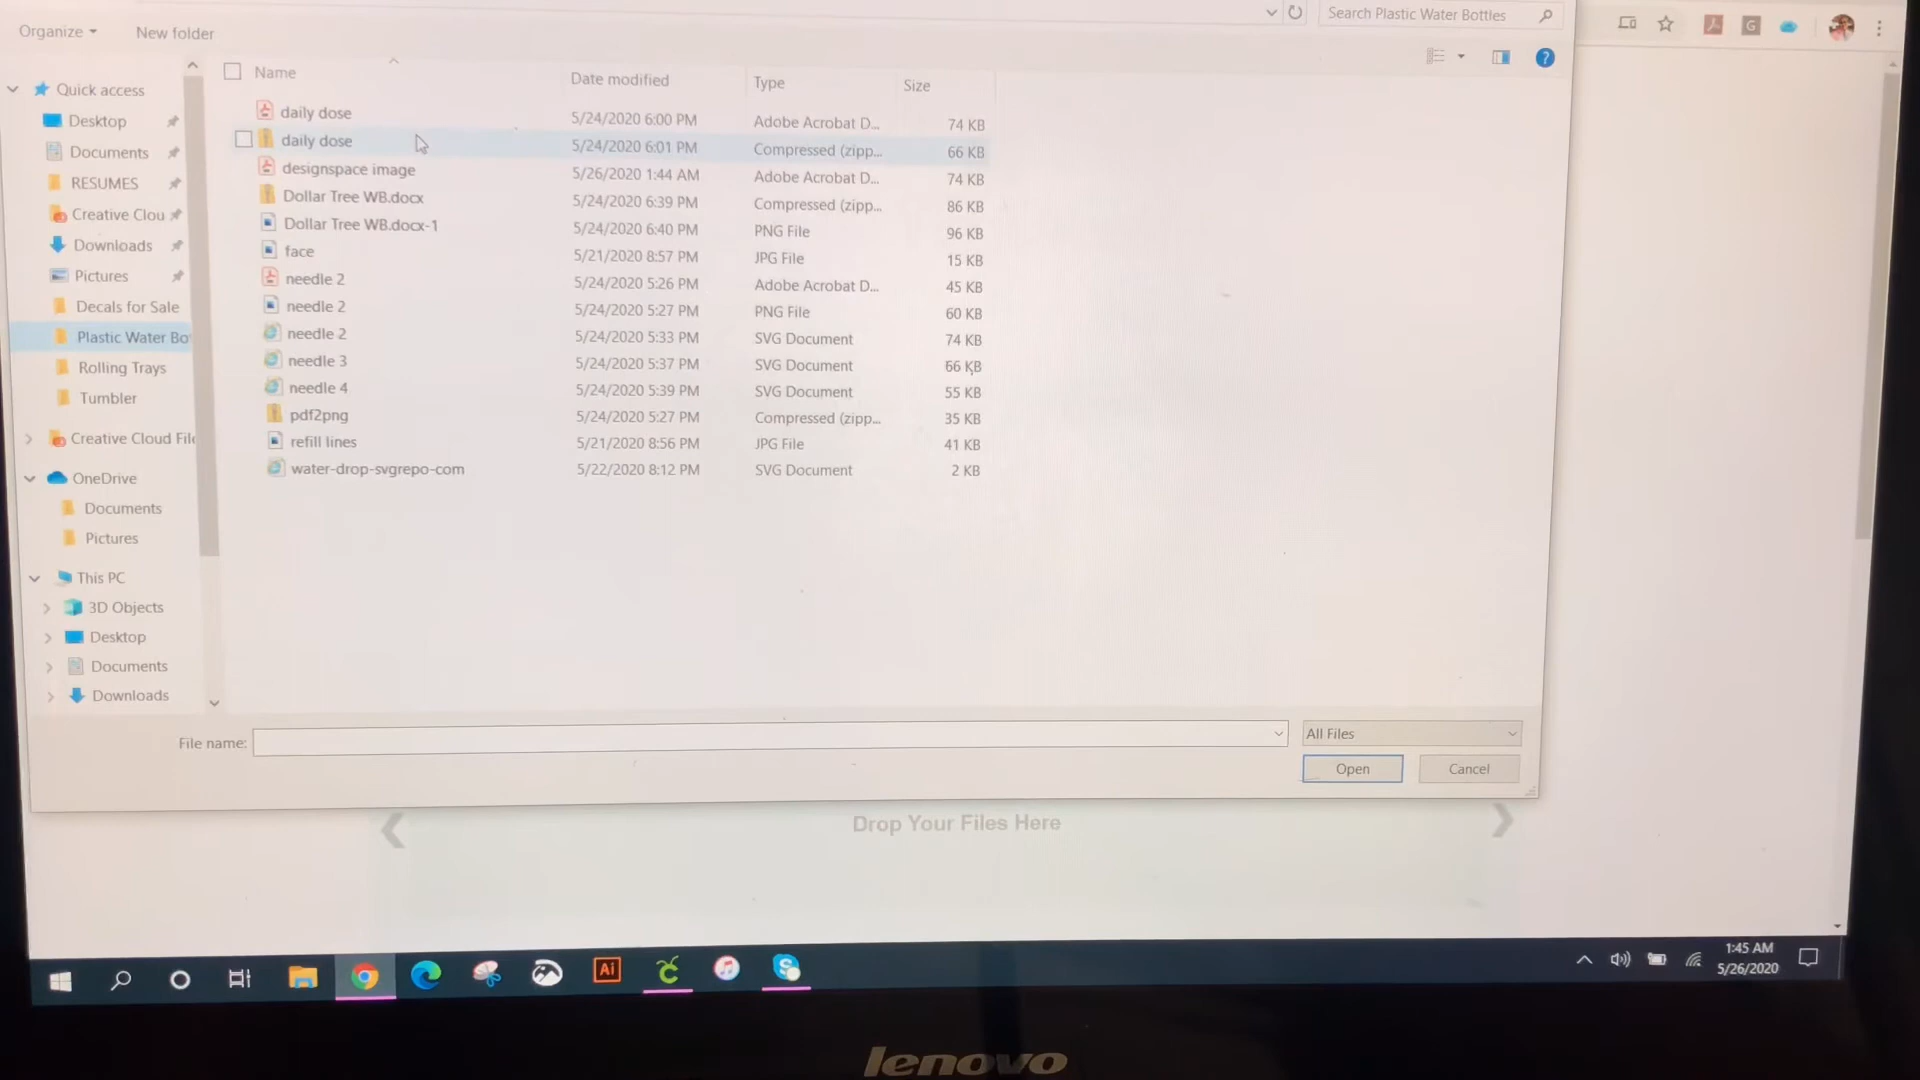 Search Plastic Water Bottles
Organize
New folder
Name
Date modified
Type
Size
Quick access
Desktop
Documents
RESUMES
Creative Clou
Downloads
Pictures
Decals for Sale
Plastic Water Bo
Rolling Trays
Tumbler
Creative Cloud File
OneDrive
Documents
Pictures
This PC
3D Objects
Desktop
Documents
Downloads
daily dose 5/24/2020 6:00 PM Adobe Acrobat D... 74 KB
daily dose 5/24/2020 6:01 PM Compressed (zipp... 66 KB
designspace image 5/26/2020 1:44 AM Adobe Acrobat D... 74 KB
Dollar Tree WB.docx 5/24/2020 6:39 PM Compressed (zipp... 86 KB
Dollar Tree WB.docx-1 5/24/2020 6:40 PM PNG File 96 KB
face 5/21/2020 8:57 PM JPG File 15 KB
needle 2 5/24/2020 5:26 PM Adobe Acrobat D... 45 KB
needle 2 5/24/2020 5:27 PM PNG File 60 KB
needle 2 5/24/2020 5:33 PM SVG Document 74 KB
needle 3 5/24/2020 5:37 PM SVG Document 66 KB
needle 4 5/24/2020 5:39 PM SVG Document 55 KB
pdf2png 5/24/2020 5:27 PM Compressed (zipp... 35 KB
refill lines 5/21/2020 8:56 PM JPG File 41 KB
water-drop-svgrepo-com 5/22/2020 8:12 PM SVG Document 2 KB
File name:
All Files
Open
Cancel
Drop Your Files Here
Ai
1:45 AM
5/26/2020
lenovo